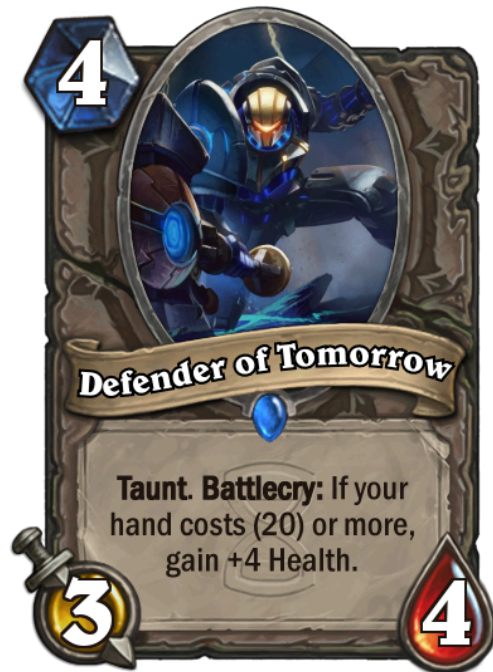 4
Defender of Tomorrow
Taunt. Battlecry: If your
hand costs (20) or more,
gain +4 Health.
3
4